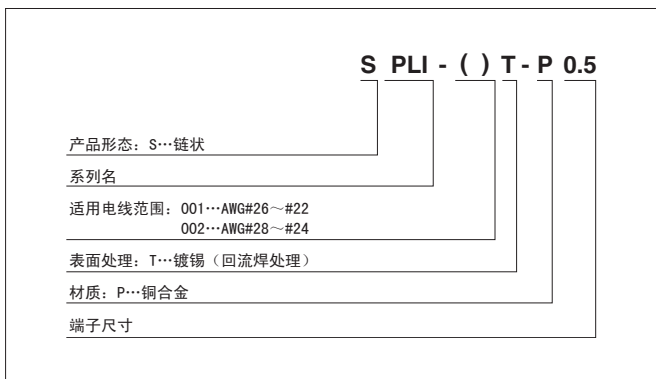 S PLI - ( ) T - P 0.5
产品形态：S…链状
系列名
适用电线范围：001…AWG#26～#22
002…AWG#28～#24
表面处理：T…镀锡（回流焊处理）
材质：P…铜合金
端子尺寸